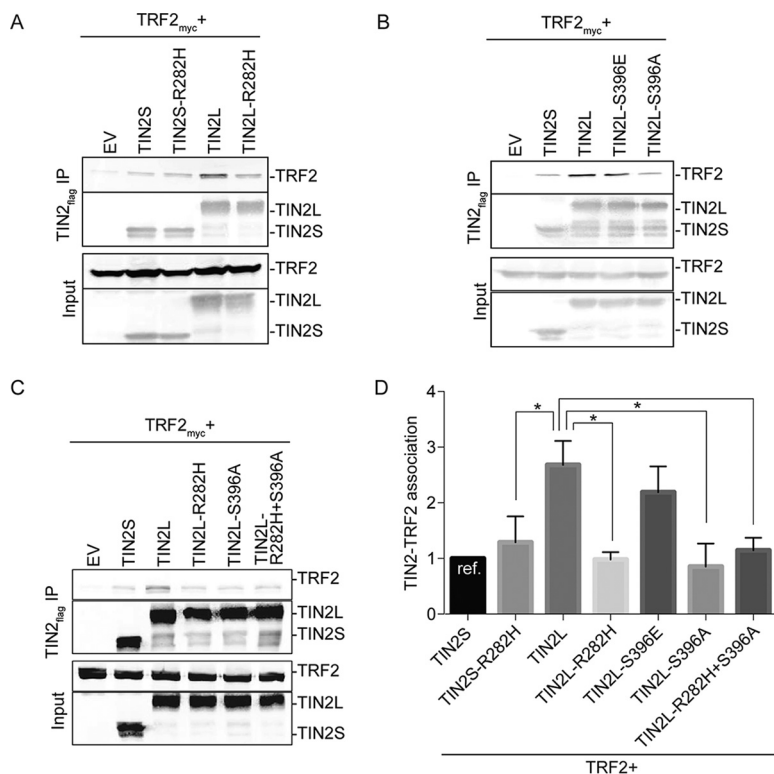 A
TRF2myc+
EV
TIN2S
TIN2S-R282H
TIN2L
TIN2L-R282H
TIN2flag IP
-TRF2
-TIN2L
-TIN2S
Input
-TRF2
-TIN2L
-TIN2S
B
TRF2myc+
EV
TIN2S
TIN2L
TIN2L-S396E
TIN2L-S396A
TIN2flag IP
-TRF2
-TIN2L
-TIN2S
Input
-TRF2
-TIN2L
-TIN2S
C
TRF2myc+
EV
TIN2S
TIN2L
TIN2L-R282H
TIN2L-S396A
TIN2L-
R282H+S396A
TIN2flag IP
-TRF2
-TIN2L
-TIN2S
Input
-TRF2
-TIN2L
-TIN2S
D
TIN2-TRF2 association
4
3
2
1
0
*
*
*
ref.
TIN2S
TIN2S-R282H
TIN2L
TIN2L-R282H
TIN2L-S396E
TIN2L-S396A
TIN2L-R282H+S396A
TRF2+